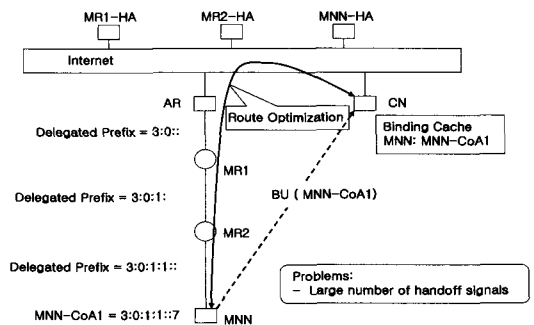 MR1-HA
MR2-HA
MNN-HA
Internet
AR
CN
Route Optimization
Delegated Prefix = 3:0::
Binding Cache
MNN: MNN-CoA1
MR1
BU ( MNN-CoA1)
Delegated Prefix = 3:0:1:
MR2
Delegated Prefix = 3:0:1:1::
Problems:
- Large number of handoff signals
MNN-CoA1 = 3:0:1:1::7
MNN